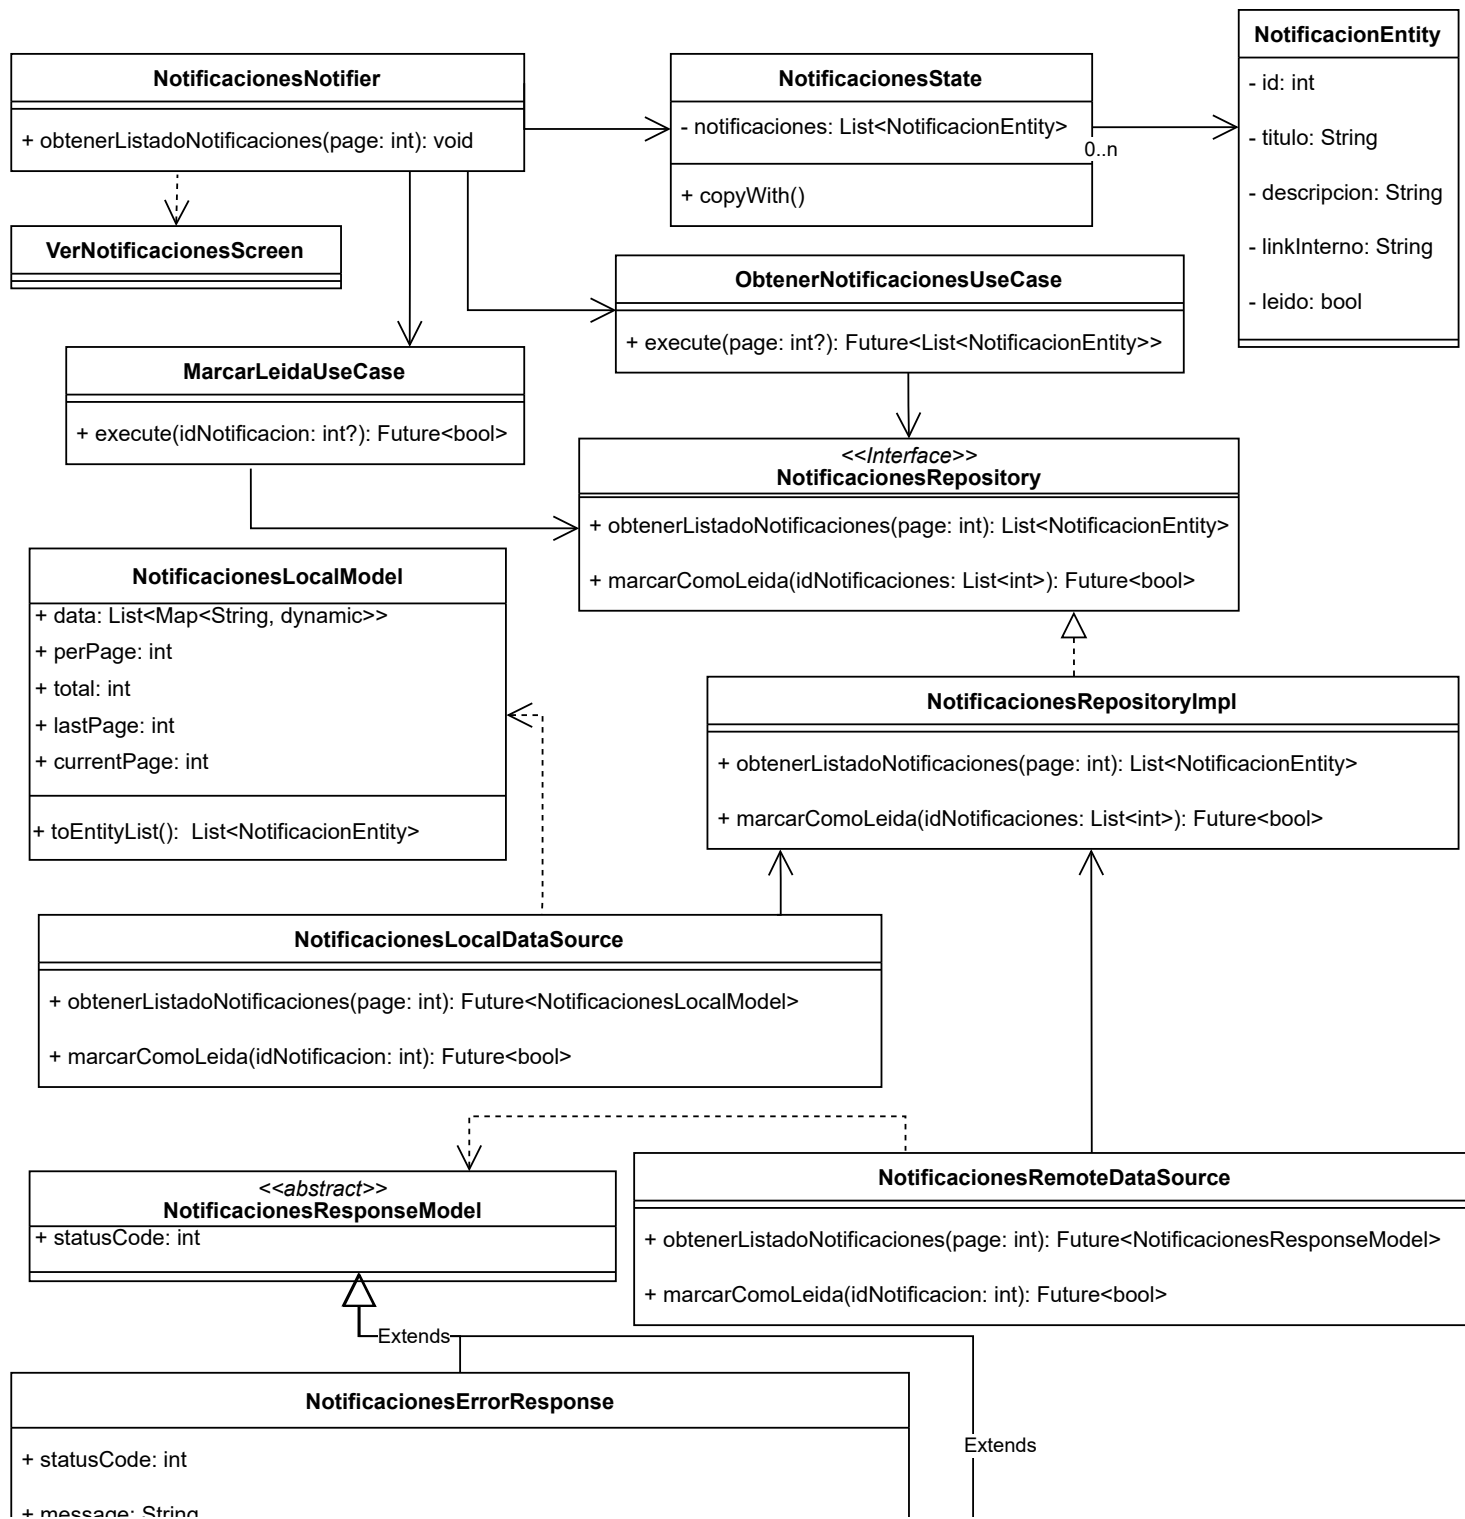 NotificacionesNotifier
+ obtenerListadoNotificaciones(page: int): void
NotificacionesState
- notificaciones: List<NotificacionEntity>
+ copyWith()
0..n
NotificacionEntity
- id: int
- titulo: String
- descripcion: String
- linkInterno: String
- leido: bool
VerNotificacionesScreen
ObtenerNotificacionesUseCase
+ execute(page: int?): Future<List<NotificacionEntity>>
MarcarLeidaUseCase
+ execute(idNotificacion: int?): Future<bool>
<<Interface>>
NotificacionesRepository
+ obtenerListadoNotificaciones(page: int): List<NotificacionEntity>
+ marcarComoLeida(idNotificaciones: List<int>): Future<bool>
NotificacionesLocalModel
+ data: List<Map<String, dynamic>>
+ perPage: int
+ total: int
+ lastPage: int
+ currentPage: int
+ toEntityList():  List<NotificacionEntity>
NotificacionesRepositoryImpl
+ obtenerListadoNotificaciones(page: int): List<NotificacionEntity>
+ marcarComoLeida(idNotificaciones: List<int>): Future<bool>
NotificacionesLocalDataSource
+ obtenerListadoNotificaciones(page: int): Future<NotificacionesLocalModel>
+ marcarComoLeida(idNotificacion: int): Future<bool>
<<abstract>>
NotificacionesResponseModel
+ statusCode: int
NotificacionesRemoteDataSource
+ obtenerListadoNotificaciones(page: int): Future<NotificacionesResponseModel>
+ marcarComoLeida(idNotificacion: int): Future<bool>
Extends
NotificacionesErrorResponse
+ statusCode: int
+ message: String
Extends